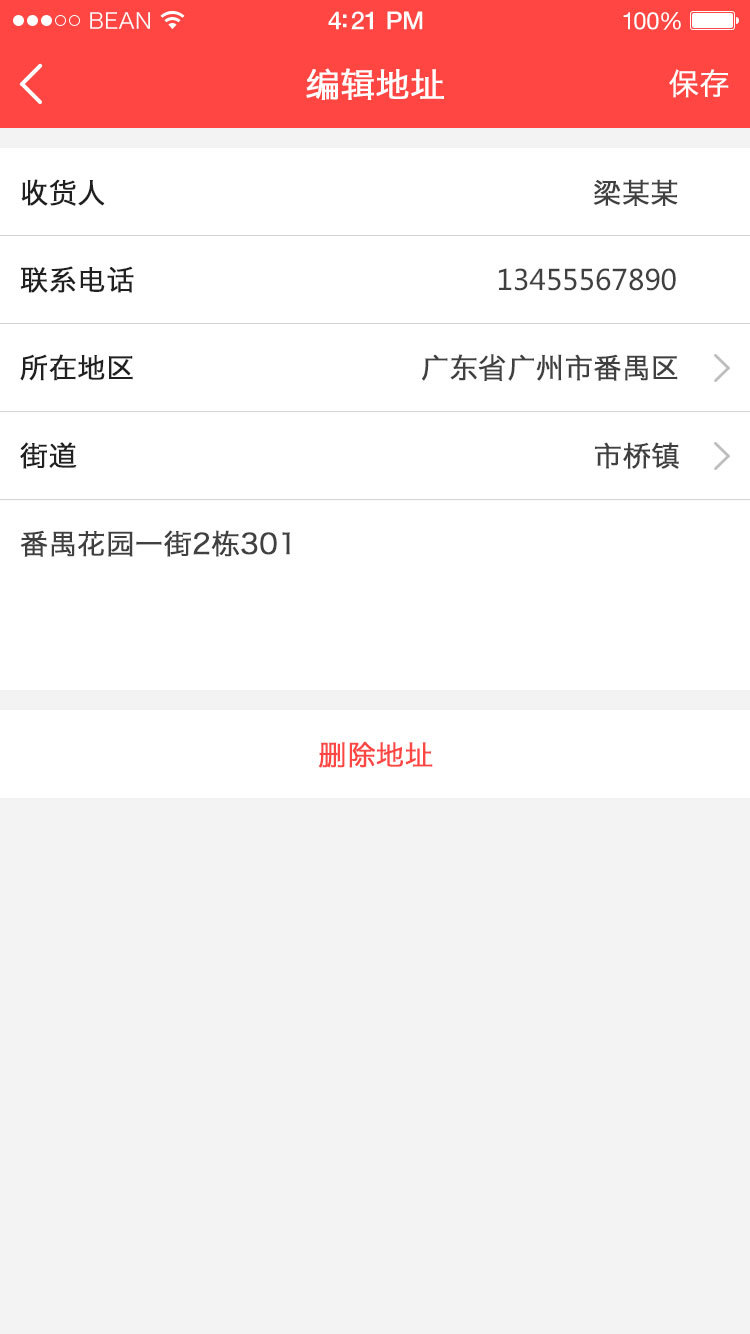 BEAN 4:21 PM 100%
编辑地址 保存
收货人 梁某某
联系电话 13455567890
所在地区 广东省广州市番禺区
街道 市桥镇
番禺花园一街2栋301
删除地址